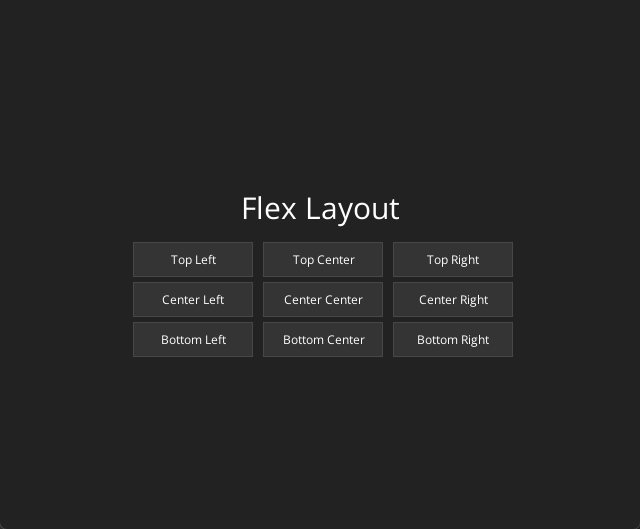 Flex Layout
Top Left Top Center Top Right
Center Left Center Center Center Right
Bottom Left Bottom Center Bottom Right